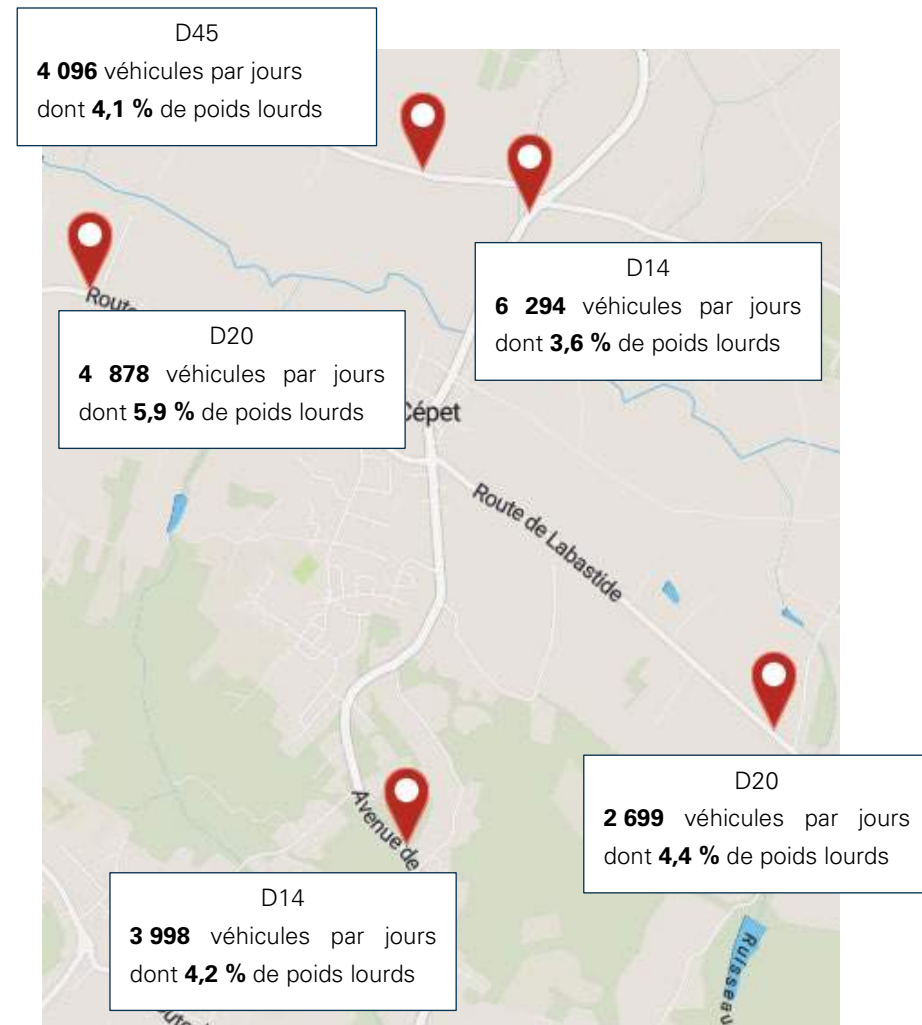 D45
4 096 véhicules par jours
dont 4,1 % de poids lourds
D14
6 294 véhicules par jours
dont 3,6 % de poids lourds
Route
D20
4 878 véhicules par jours
dont 5,9 % de poids lourds
Cépet
Route de Labastide
D20
2 699 véhicules par jours
dont 4,4 % de poids lourds
Avenue de
D14
3 998 véhicules par jours
dont 4,2 % de poids lourds
Ruisseau